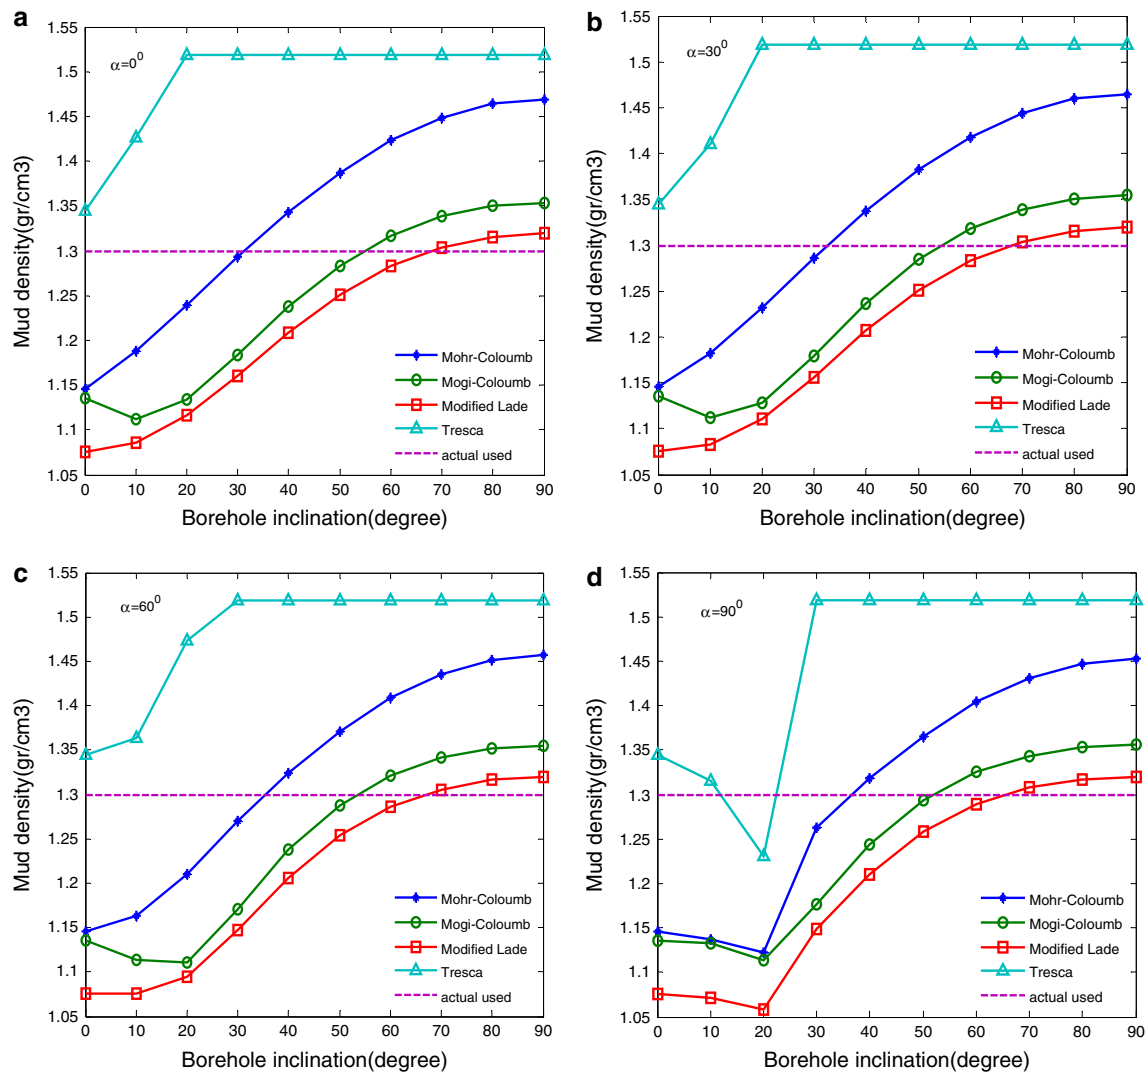 a
α=0⁰
1.55
1.5
1.45
1.4
1.35
1.3
1.25
1.2
1.15
1.1
1.05
Mud density(gr/cm3)
Mohr-Coloumb
Mogi-Coloumb
Modified Lade
Tresca
actual used
0 10 20 30 40 50 60 70 80 90
Borehole inclination(degree)
b
α=30⁰
1.55
1.5
1.45
1.4
1.35
1.3
1.25
1.2
1.15
1.1
1.05
Mud density(gr/cm3)
Mohr-Coloumb
Mogi-Coloumb
Modified Lade
Tresca
actual used
0 10 20 30 40 50 60 70 80 90
Borehole inclination(degree)
c
α=60⁰
1.55
1.5
1.45
1.4
1.35
1.3
1.25
1.2
1.15
1.1
1.05
Mud density(gr/cm3)
Mohr-Coloumb
Mogi-Coloumb
Modified Lade
Tresca
actual used
0 10 20 30 40 50 60 70 80 90
Borehole inclination(degree)
d
α=90⁰
1.55
1.5
1.45
1.4
1.35
1.3
1.25
1.2
1.15
1.1
1.05
Mud density(gr/cm3)
Mohr-Coloumb
Mogi-Coloumb
Modified Lade
Tresca
actual used
0 10 20 30 40 50 60 70 80 90
Borehole inclination(degree)